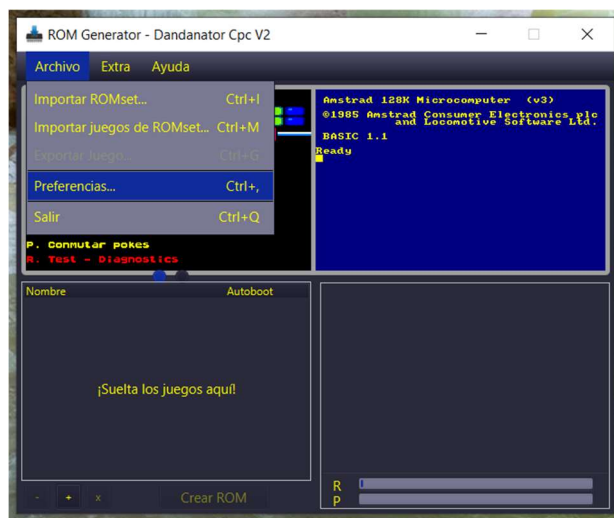 ROM Generator - Dandanator Cpc V2
Archivo Extra Ayuda
Importar ROMset... Ctrl+I
Importar juegos de ROMset... Ctrl+M
Exportar Juego... Ctrl+G
Preferencias... Ctrl+,
Salir Ctrl+Q
P. Conmutar pokes
R. Test - Diagnostics
Amstrad 128K Microcomputer (v3)
©1985 Amstrad Consumer Electronics plc
and Locomotive Software Ltd.
BASIC 1.1
Ready
Nombre Autoboot
¡Suelta los juegos aquí!
- + x Crear ROM
R
P